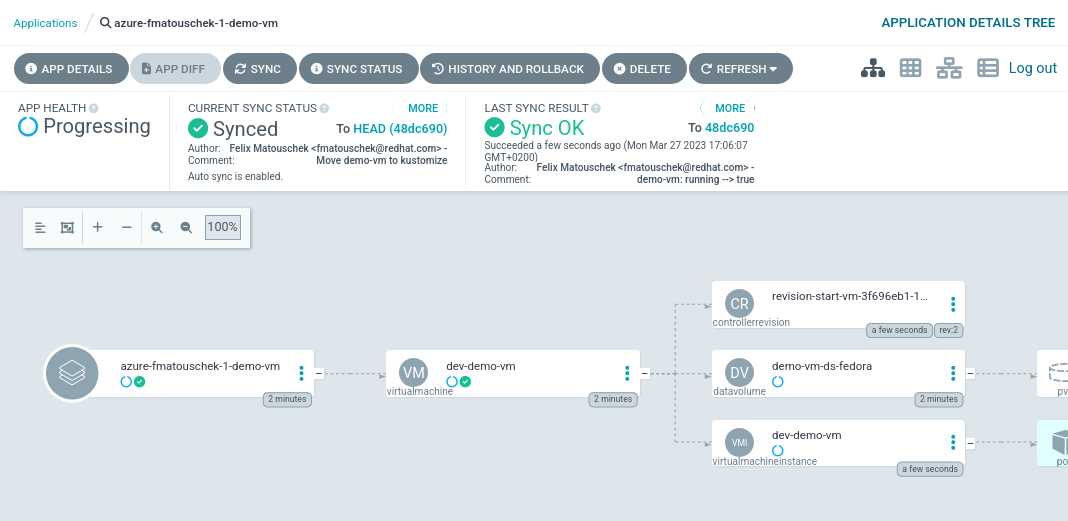 Applications / azure-fmatouschek-1-demo-vm
APPLICATION DETAILS TREE
APP DETAILS
APP DIFF
SYNC
SYNC STATUS
HISTORY AND ROLLBACK
DELETE
REFRESH
Log out
APP HEALTH
Progressing
CURRENT SYNC STATUS
MORE
Synced
To HEAD (48dc690)
Author: Felix Matouschek <fmatouschek@redhat.com> -
Comment: Move demo-vm to kustomize
Auto sync is enabled.
LAST SYNC RESULT
MORE
Sync OK
To 48dc690
Succeeded a few seconds ago (Mon Mar 27 2023 17:06:07
GMT+0200)
Author: Felix Matouschek <fmatouschek@redhat.com> -
Comment: demo-vm: running --> true
100%
CR
revision-start-vm-3f696eb1-1...
controllerrevision
a few seconds
rev:2
azure-fmatouschek-1-demo-vm
2 minutes
VM
dev-demo-vm
virtualmachine
2 minutes
DV
demo-vm-ds-fedora
datavolume
2 minutes
pv
VMI
dev-demo-vm
virtualmachineinstance
a few seconds
po